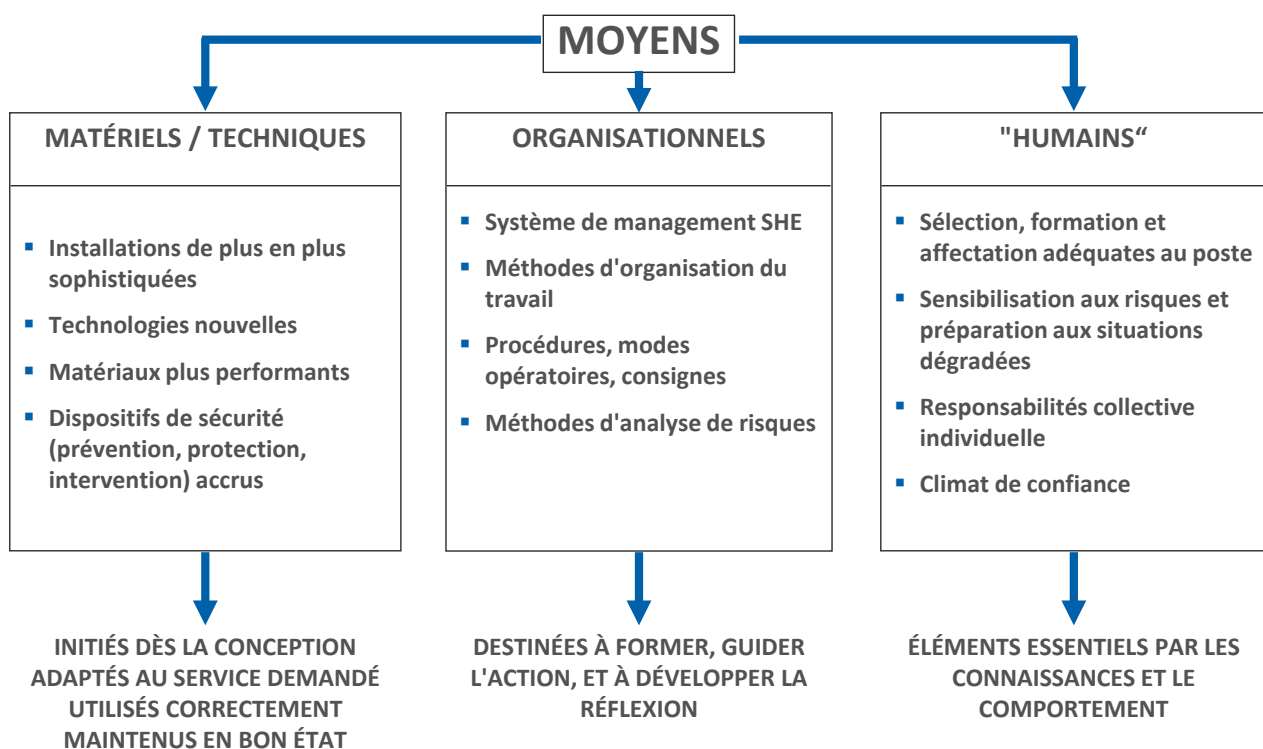 MOYENS
MATÉRIELS / TECHNIQUES
▪ Installations de plus en plus
sophistiquées
▪ Technologies nouvelles
▪ Matériaux plus performants
▪ Dispositifs de sécurité
(prévention, protection,
intervention) accrus
INITIÉS DÈS LA CONCEPTION
ADAPTÉS AU SERVICE DEMANDÉ
UTILISÉS CORRECTEMENT
MAINTENUS EN BON ÉTAT
ORGANISATIONNELS
▪ Système de management SHE
▪ Méthodes d'organisation du
travail
▪ Procédures, modes
opératoires, consignes
▪ Méthodes d'analyse de risques
DESTINÉES À FORMER, GUIDER
L'ACTION, ET À DÉVELOPPER LA
RÉFLEXION
"HUMAINS“
▪ Sélection, formation et
affectation adéquates au poste
▪ Sensibilisation aux risques et
préparation aux situations
dégradées
▪ Responsabilités collective
individuelle
▪ Climat de confiance
ÉLÉMENTS ESSENTIELS PAR LES
CONNAISSANCES ET LE
COMPORTEMENT